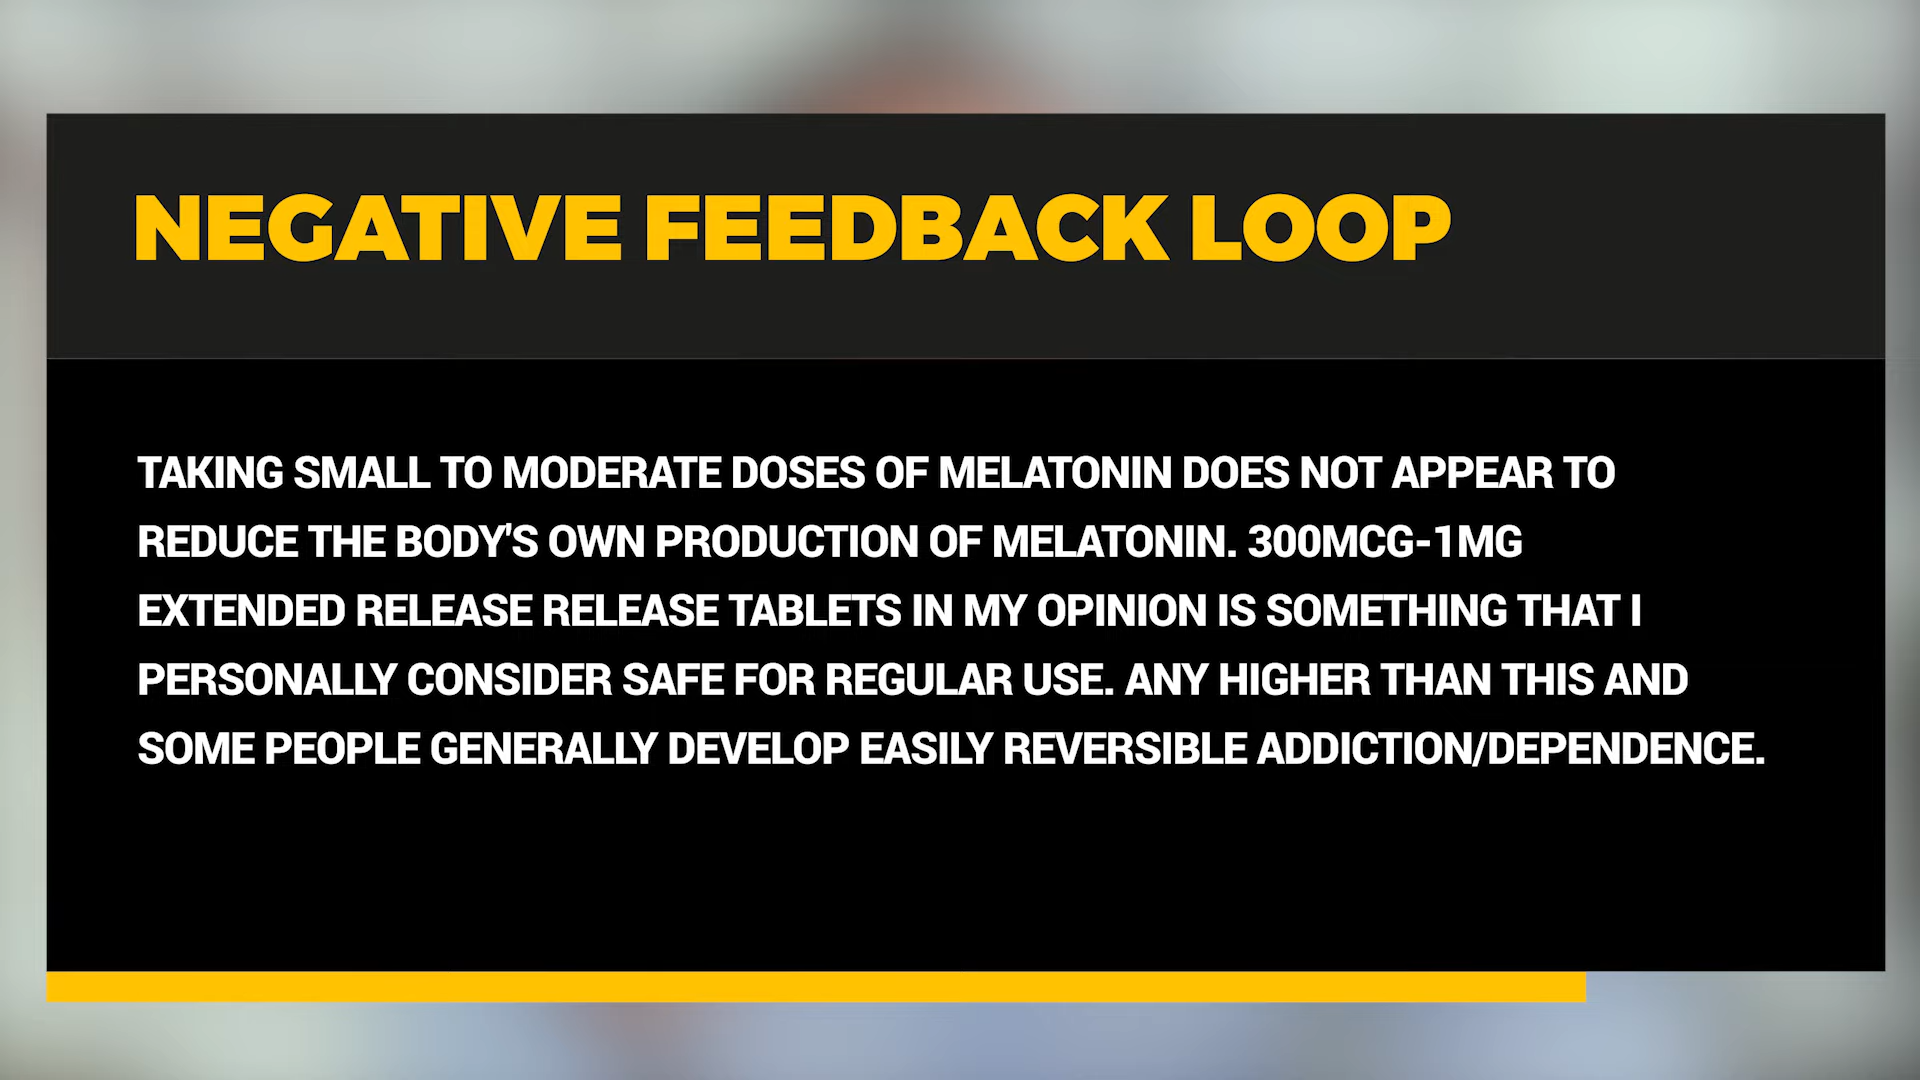 NEGATIVE FEEDBACK LOOP
TAKING SMALL TO MODERATE DOSES OF MELATONIN DOES NOT APPEAR TO
REDUCE THE BODY'S OWN PRODUCTION OF MELATONIN. 300MCG-1MG
EXTENDED RELEASE RELEASE TABLETS IN MY OPINION IS SOMETHING THAT I
PERSONALLY CONSIDER SAFE FOR REGULAR USE. ANY HIGHER THAN THIS AND
SOME PEOPLE GENERALLY DEVELOP EASILY REVERSIBLE ADDICTION/DEPENDENCE.